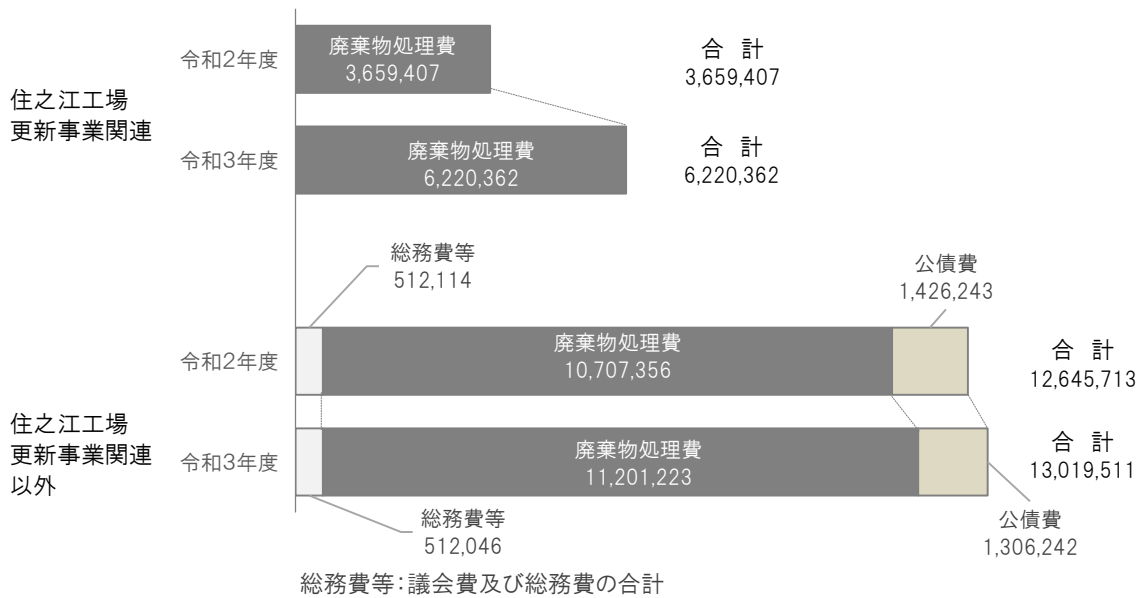 住之江工場
更新事業関連
令和2年度
廃棄物処理費
3,659,407
合 計
3,659,407
令和3年度
廃棄物処理費
6,220,362
合 計
6,220,362
住之江工場
更新事業関連
以外
総務費等
512,114
公債費
1,426,243
令和2年度
廃棄物処理費
10,707,356
合 計
12,645,713
令和3年度
廃棄物処理費
11,201,223
合 計
13,019,511
総務費等
512,046
公債費
1,306,242
総務費等：議会費及び総務費の合計